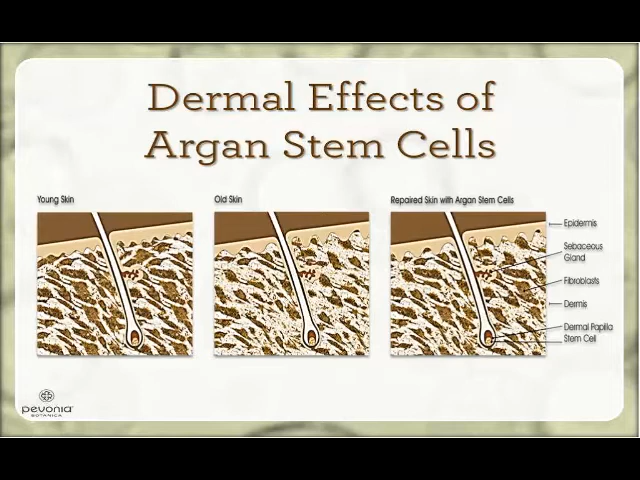 Dermal Effects of
Argan Stem Cells
Young Skin
Old Skin
Repaired Skin with Argan Stem Cells
Epidermis
Sebaceous
Gland
Fibroblasts
Dermis
Dermal Papilla
Stem Cell
pevonia
BOTANICA